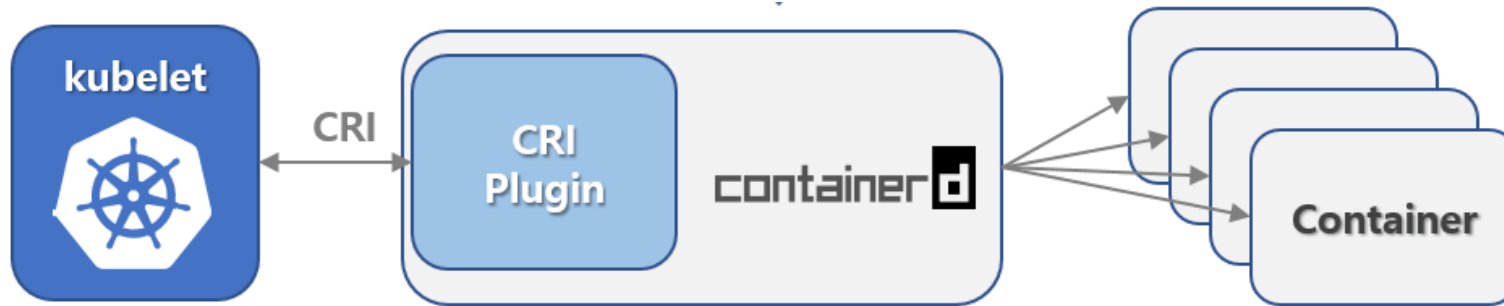 kubelet
CRI
CRI
Plugin
containerd
Container